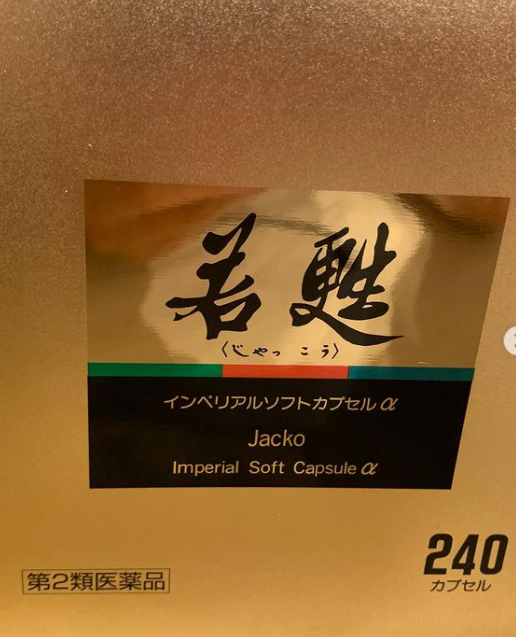 若甦
〈じゃっこう〉
インペリアルソフトカプセルα
Jacko
Imperial Soft Capsule α
240
カプセル
第2類医薬品